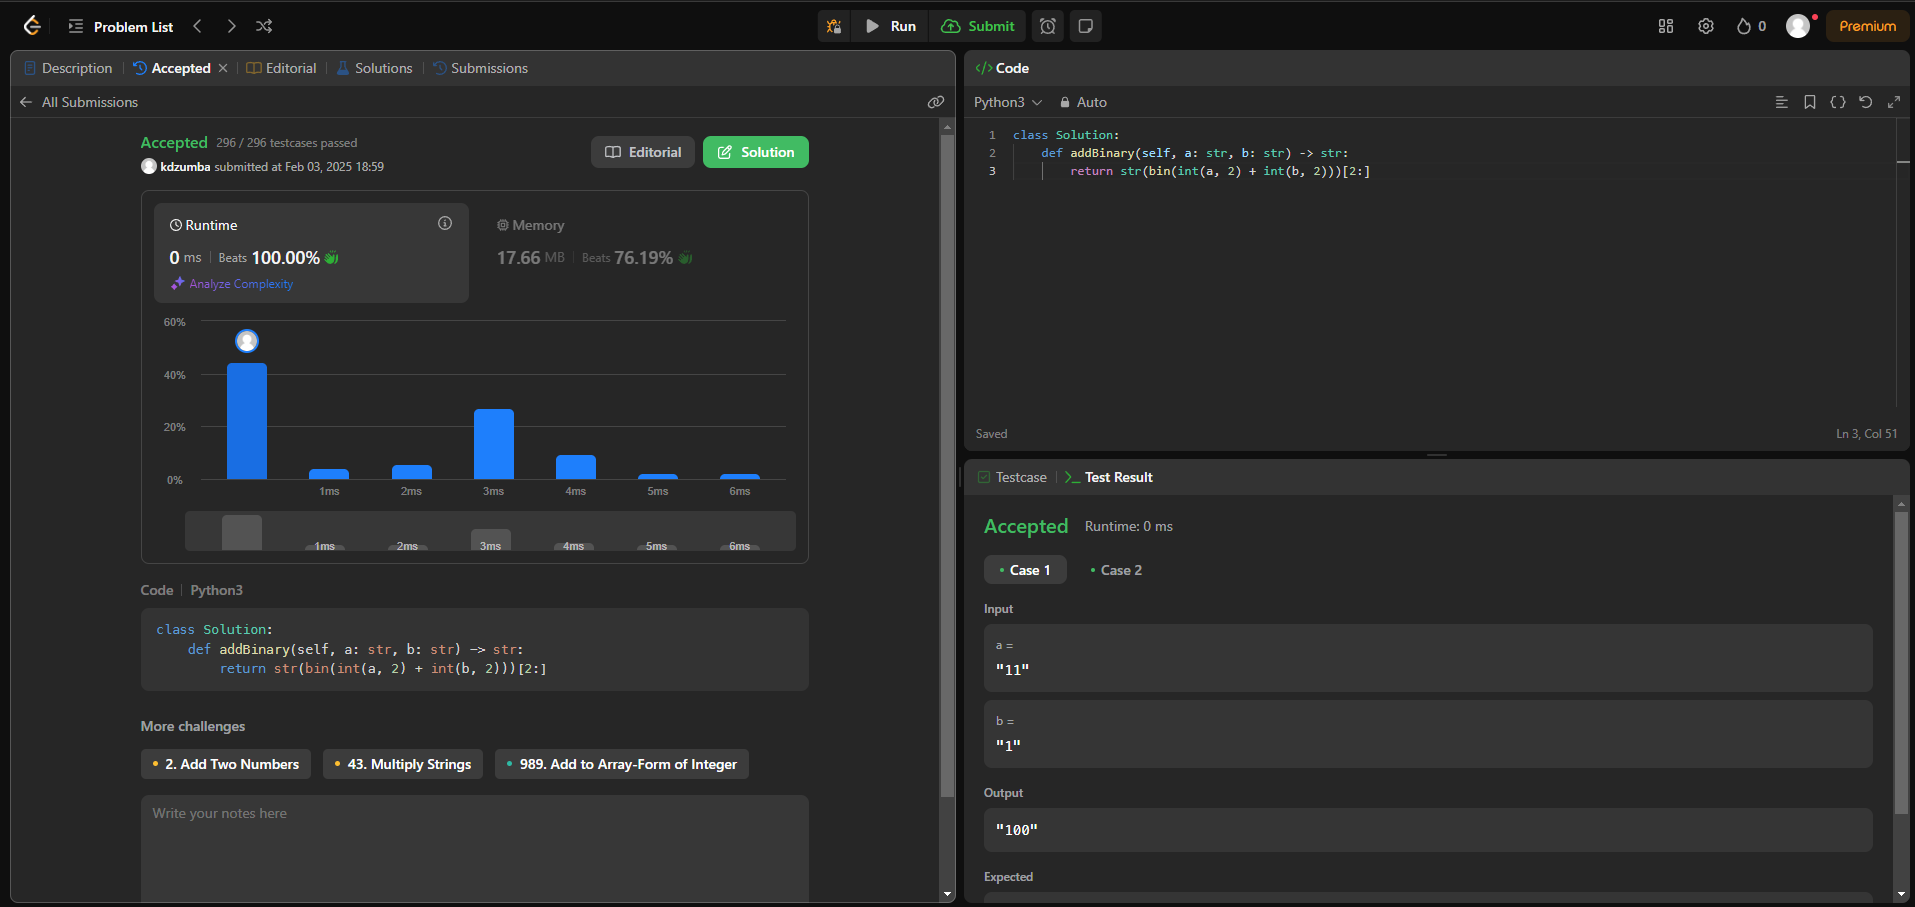 Problem List
Run
Submit
0
Premium
Description
Accepted
Editorial
Solutions
Submissions
All Submissions
Accepted 296 / 296 testcases passed
kdzumba submitted at Feb 03, 2025 18:59
Editorial
Solution
Runtime
0 ms | Beats 100.00%
Analyze Complexity
Memory
17.66 MB | Beats 76.19%
60%
40%
20%
0%
1ms 2ms 3ms 4ms 5ms 6ms
1ms 2ms 3ms 4ms 5ms 6ms
Code | Python3
class Solution:
    def addBinary(self, a: str, b: str) -> str:
        return str(bin(int(a, 2) + int(b, 2)))[2:]
More challenges
2. Add Two Numbers
43. Multiply Strings
989. Add to Array-Form of Integer
Write your notes here
</> Code
Python3
Auto
1 class Solution:
2     def addBinary(self, a: str, b: str) -> str:
3         return str(bin(int(a, 2) + int(b, 2)))[2:]
Saved
Ln 3, Col 51
Testcase
>_ Test Result
Accepted Runtime: 0 ms
• Case 1
• Case 2
Input
a =
"11"
b =
"1"
Output
"100"
Expected